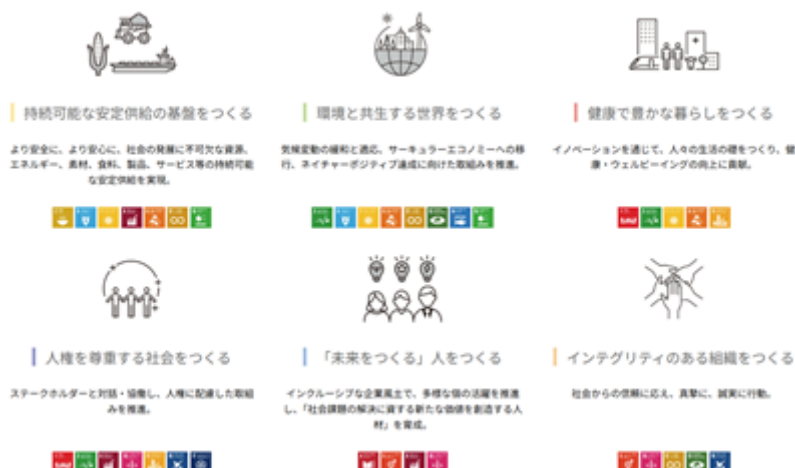 持続可能な安定供給の基盤をつくる
環境と共生する世界をつくる
健康で豊かな暮らしをつくる
より安全に、より安心に、社会の発展に不可欠な資源、
エネルギー、素材、食料、製品、サービス等の持続可能
な安定供給を実現。
気候変動の緩和と適応、サーキュラーエコノミーへの移
行、ネイチャーポジティブ達成に向けた取組みを推進。
イノベーションを通じて、人々の生活の礎をつくり、健
康・ウェルビーイングの向上に貢献。
人権を尊重する社会をつくる
「未来をつくる」人をつくる
インテグリティのある組織をつくる
ステークホルダーと対話・協働し、人権に配慮した取組
みを推進。
インクルーシブな企業風土で、多様な個の活躍を推進
し、「社会課題の解決に資する新たな価値を創造する人
材」を育成。
社会からの信頼に応え、真摯に、誠実に行動。